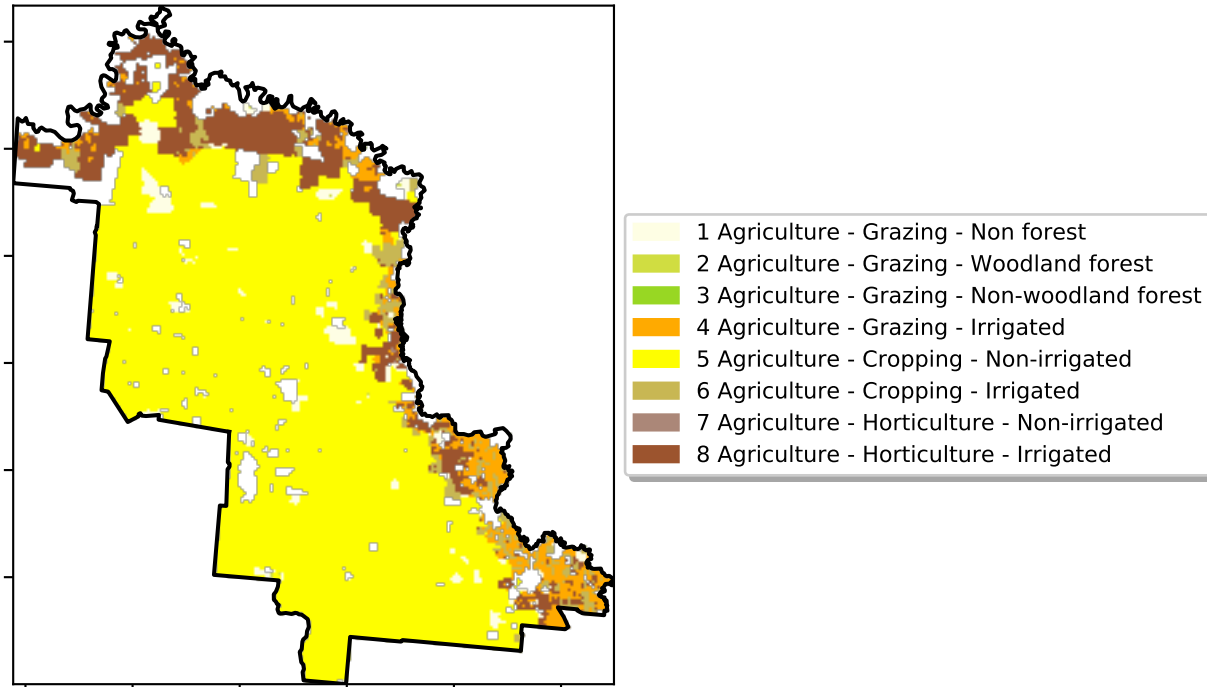 1 Agriculture - Grazing - Non forest
2 Agriculture - Grazing - Woodland forest
3 Agriculture - Grazing - Non-woodland forest
4 Agriculture - Grazing - Irrigated
5 Agriculture - Cropping - Non-irrigated
6 Agriculture - Cropping - Irrigated
7 Agriculture - Horticulture - Non-irrigated
8 Agriculture - Horticulture - Irrigated